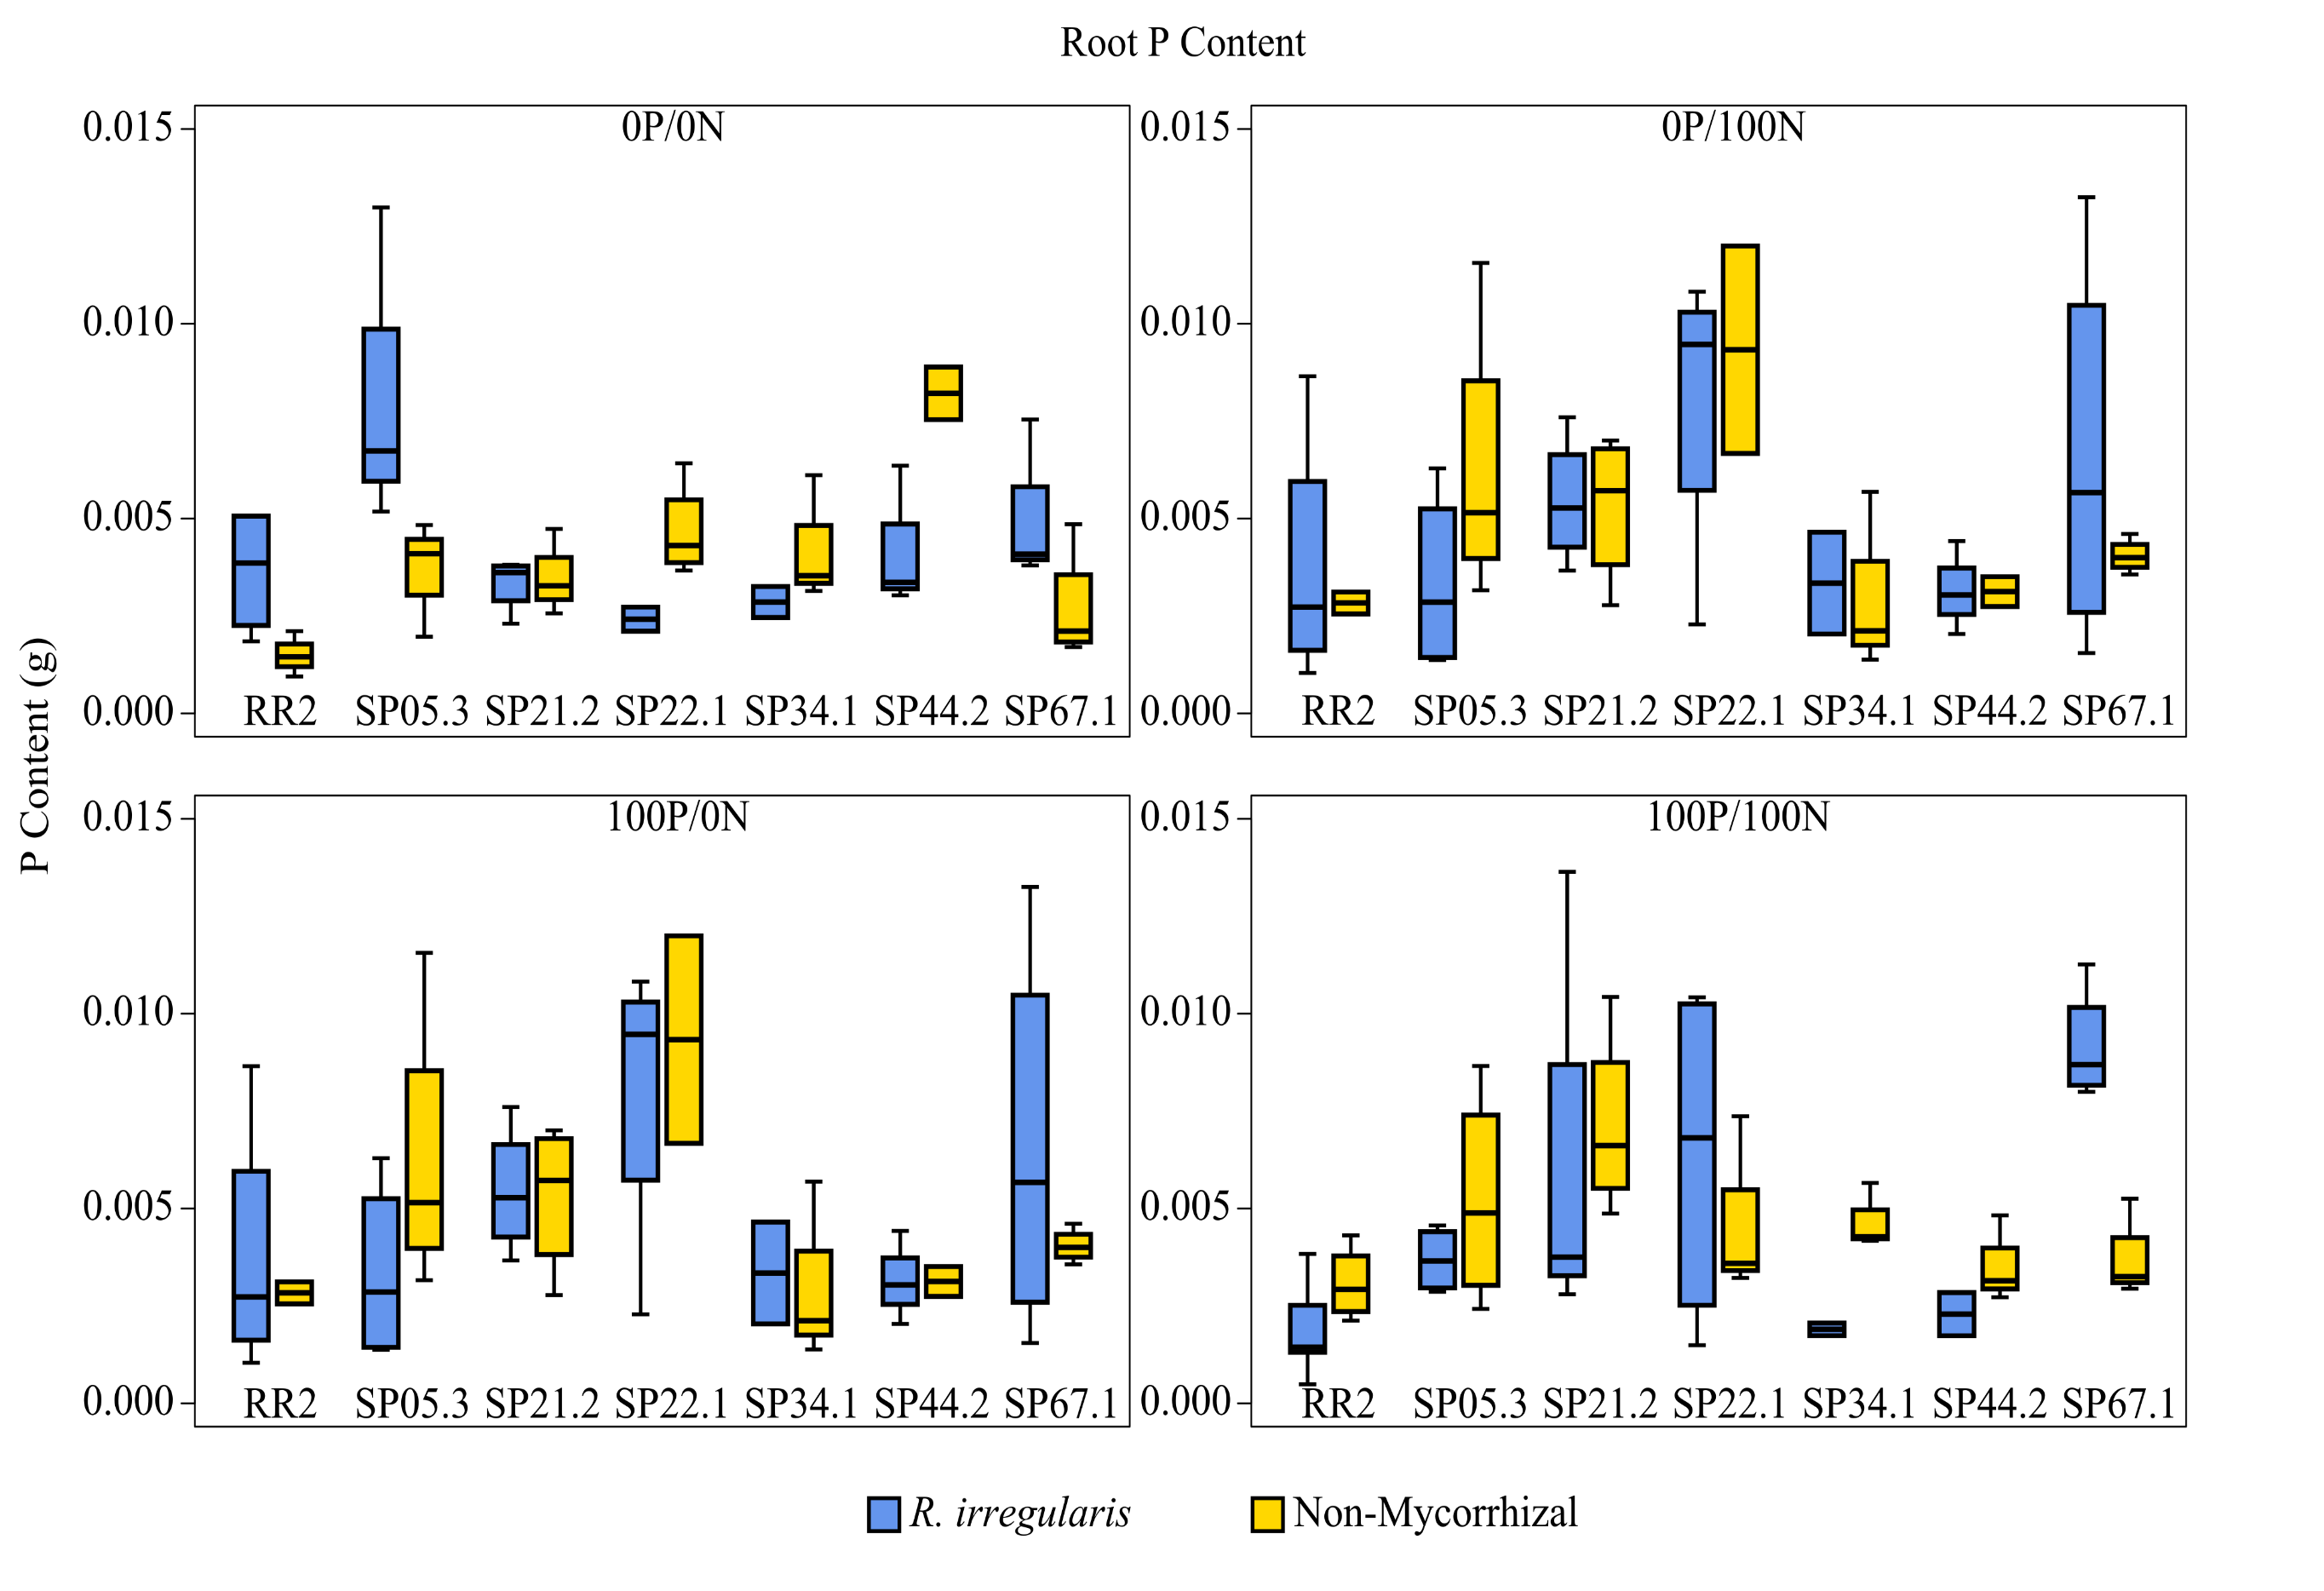 Root P Content
P Content (g)
0P/0N
0.015
0.010
0.005
0.000
RR2 SP05.3 SP21.2 SP22.1 SP34.1 SP44.2 SP67.1
0P/100N
0.015
0.010
0.005
0.000
RR2 SP05.3 SP21.2 SP22.1 SP34.1 SP44.2 SP67.1
100P/0N
0.015
0.010
0.005
0.000
RR2 SP05.3 SP21.2 SP22.1 SP34.1 SP44.2 SP67.1
100P/100N
0.015
0.010
0.005
0.000
RR2 SP05.3 SP21.2 SP22.1 SP34.1 SP44.2 SP67.1
R. irregularis
Non-Mycorrhizal